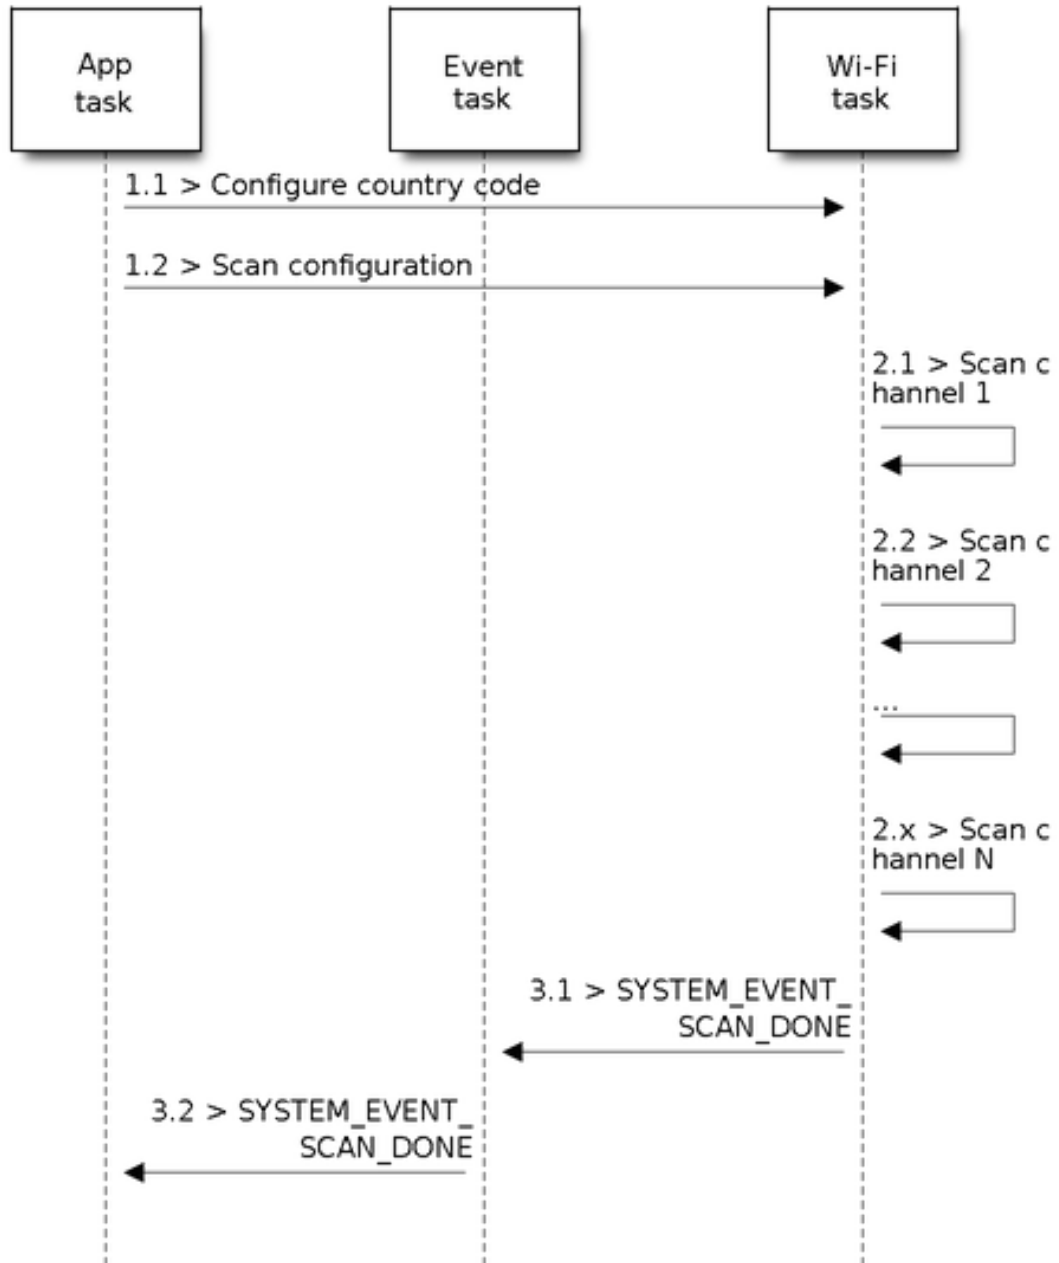 App
task
Event
task
Wi-Fi
task
1.1 > Configure country code
1.2 > Scan configuration
2.1 > Scan c
hannel 1
2.2 > Scan c
hannel 2
...
2.x > Scan c
hannel N
3.1 > SYSTEM_EVENT_
SCAN_DONE
3.2 > SYSTEM_EVENT_
SCAN_DONE